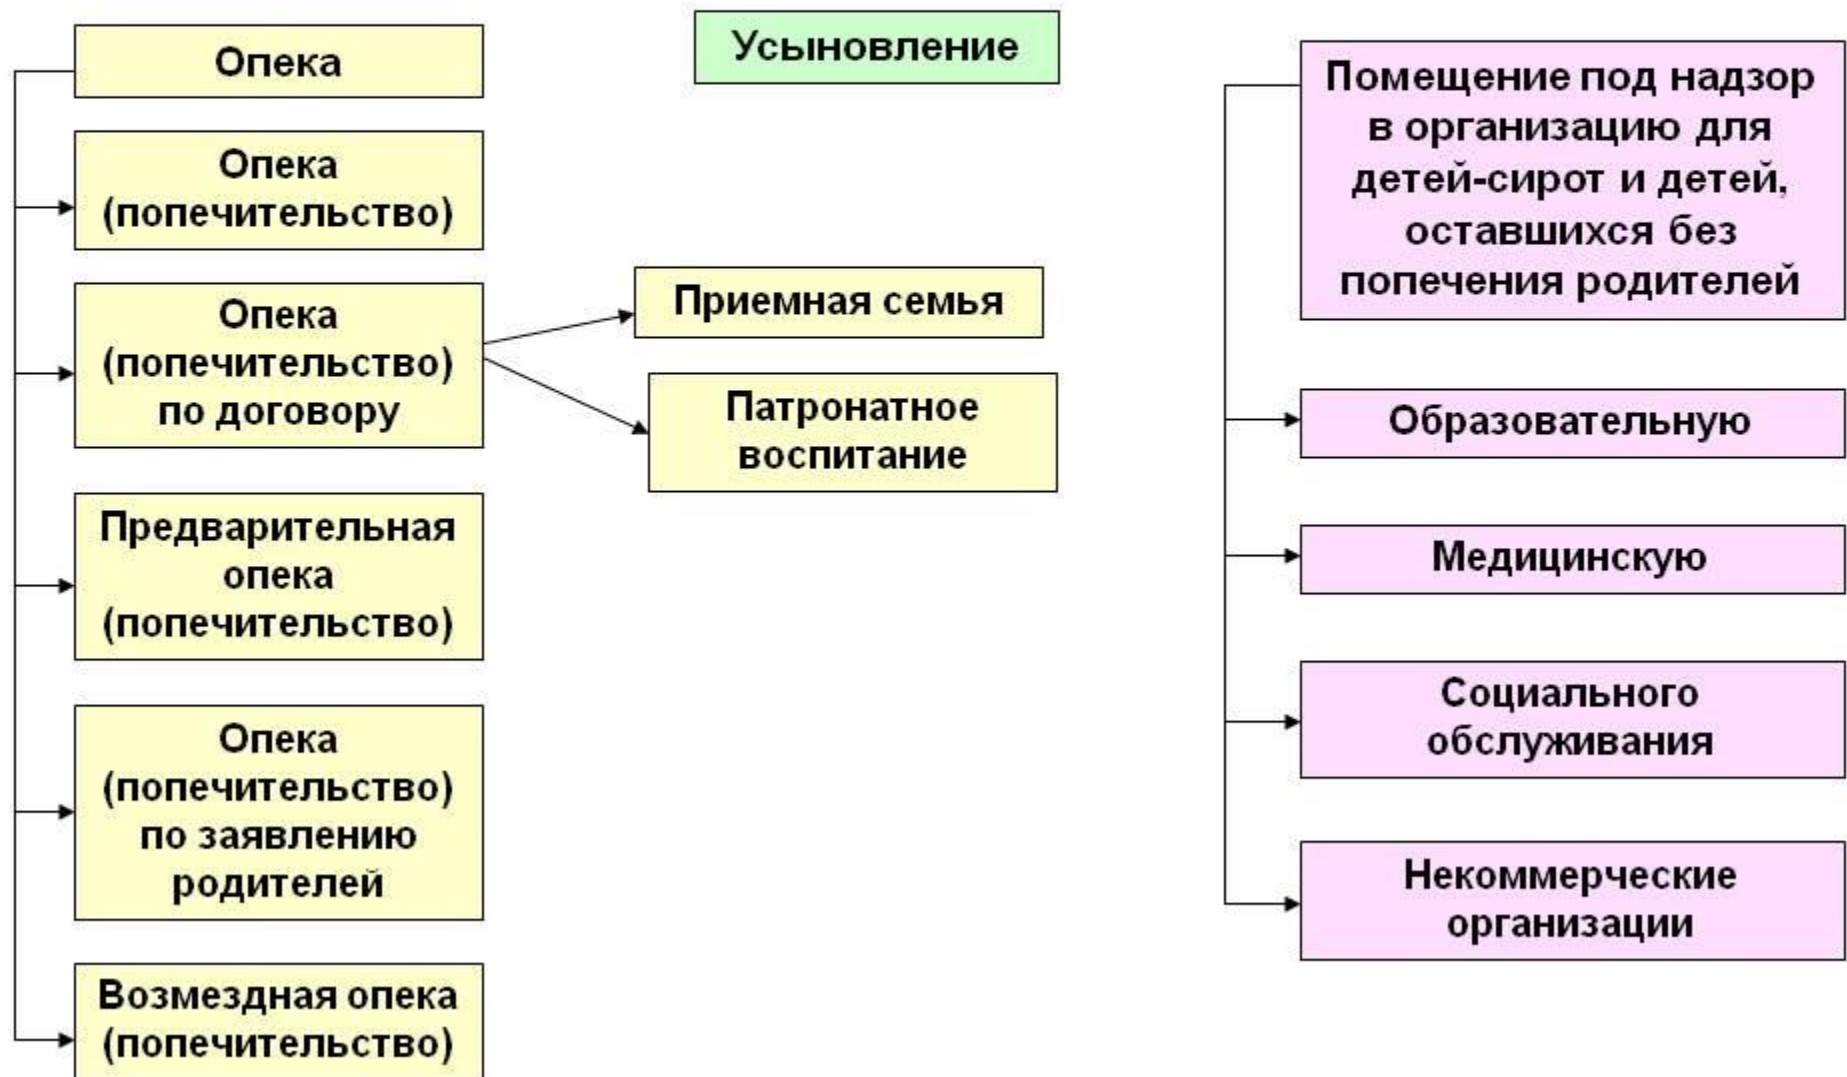 Опека
Опека
(попечительство)
Опека
(попечительство)
по договору
Предварительная
опека
(попечительство)
Опека
(попечительство)
по заявлению
родителей
Возмездная опека
(попечительство)
Усыновление
Приемная семья
Патронатное
воспитание
Помещение под надзор
в организацию для
детей-сирот и детей,
оставшихся без
попечения родителей
Образовательную
Медицинскую
Социального
обслуживания
Некоммерческие
организации